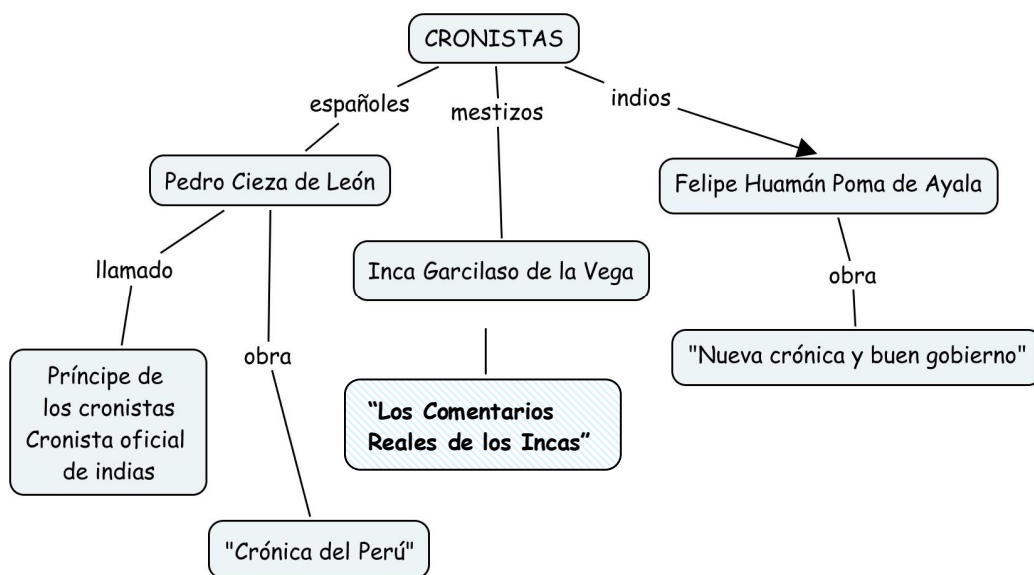 CRONISTAS
españoles
mestizos
indios
Pedro Cieza de León
Inca Garcilaso de la Vega
Felipe Huamán Poma de Ayala
llamado
obra
obra
Príncipe de
los cronistas
Cronista oficial
de indias
"Crónica del Perú"
“Los Comentarios
Reales de los Incas”
"Nueva crónica y buen gobierno"